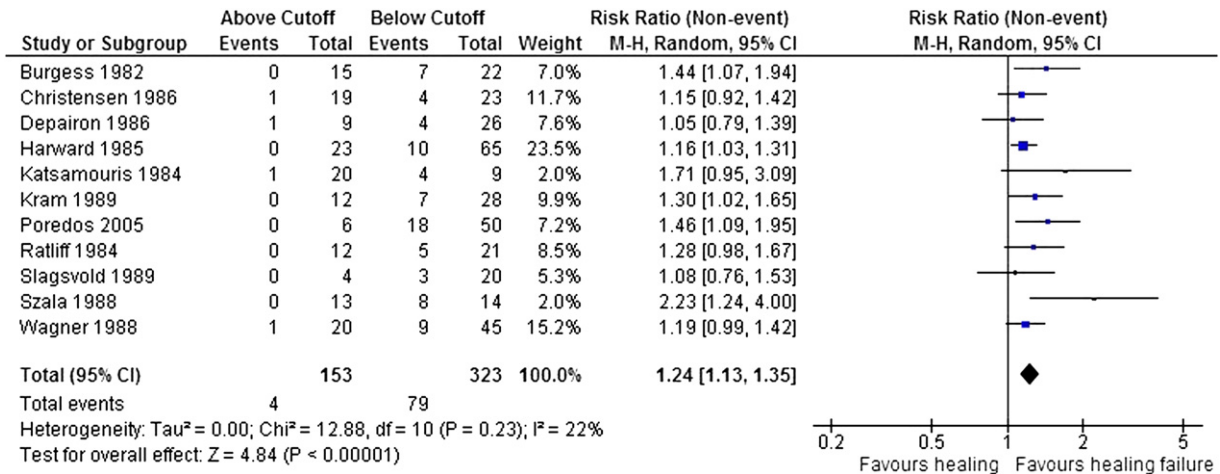 Above Cutoff Below Cutoff Risk Ratio (Non-event) Risk Ratio (Non-event)
Study or Subgroup Events Total Events Total Weight M-H, Random, 95% CI M-H, Random, 95% CI
Burgess 1982 0 15 7 22 7.0% 1.44 [1.07, 1.94]
Christensen 1986 1 19 4 23 11.7% 1.15 [0.92, 1.42]
Depairon 1986 1 9 4 26 7.6% 1.05 [0.79, 1.39]
Harward 1985 0 23 10 65 23.5% 1.16 [1.03, 1.31]
Katsamouris 1984 1 20 4 9 2.0% 1.71 [0.95, 3.09]
Kram 1989 0 12 7 28 9.9% 1.30 [1.02, 1.65]
Poredos 2005 0 6 18 50 7.2% 1.46 [1.09, 1.95]
Ratliff 1984 0 12 5 21 8.5% 1.28 [0.98, 1.67]
Slagsvold 1989 0 4 3 20 5.3% 1.08 [0.76, 1.53]
Szala 1988 0 13 8 14 2.0% 2.23 [1.24, 4.00]
Wagner 1988 1 20 9 45 15.2% 1.19 [0.99, 1.42]
Total (95% CI) 153 323 100.0% 1.24 [1.13, 1.35]
Total events 4 79
Heterogeneity: Tau² = 0.00; Chi² = 12.88, df = 10 (P = 0.23); I² = 22%
Test for overall effect: Z = 4.84 (P < 0.00001)
0.2 0.5 1 2 5
Favours healing Favours healing failure